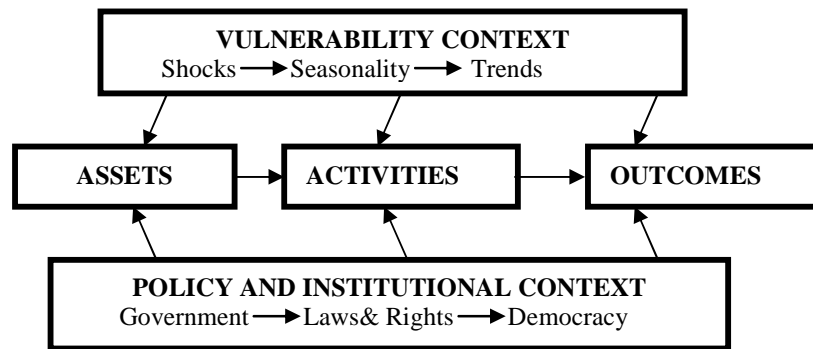 VULNERABILITY CONTEXT
Shocks Seasonality Trends
ASSETS
ACTIVITIES
OUTCOMES
POLICY AND INSTITUTIONAL CONTEXT
Government Laws& Rights Democracy